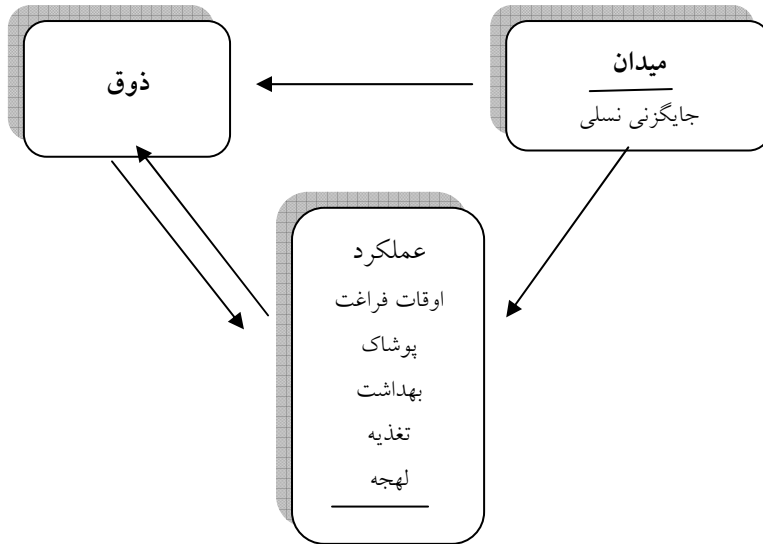 میدان
جایگزنی نسلی
ذوق
عملکرد
اوقات فراغت
پوشاک
بهداشت
تغذیه
لهجه